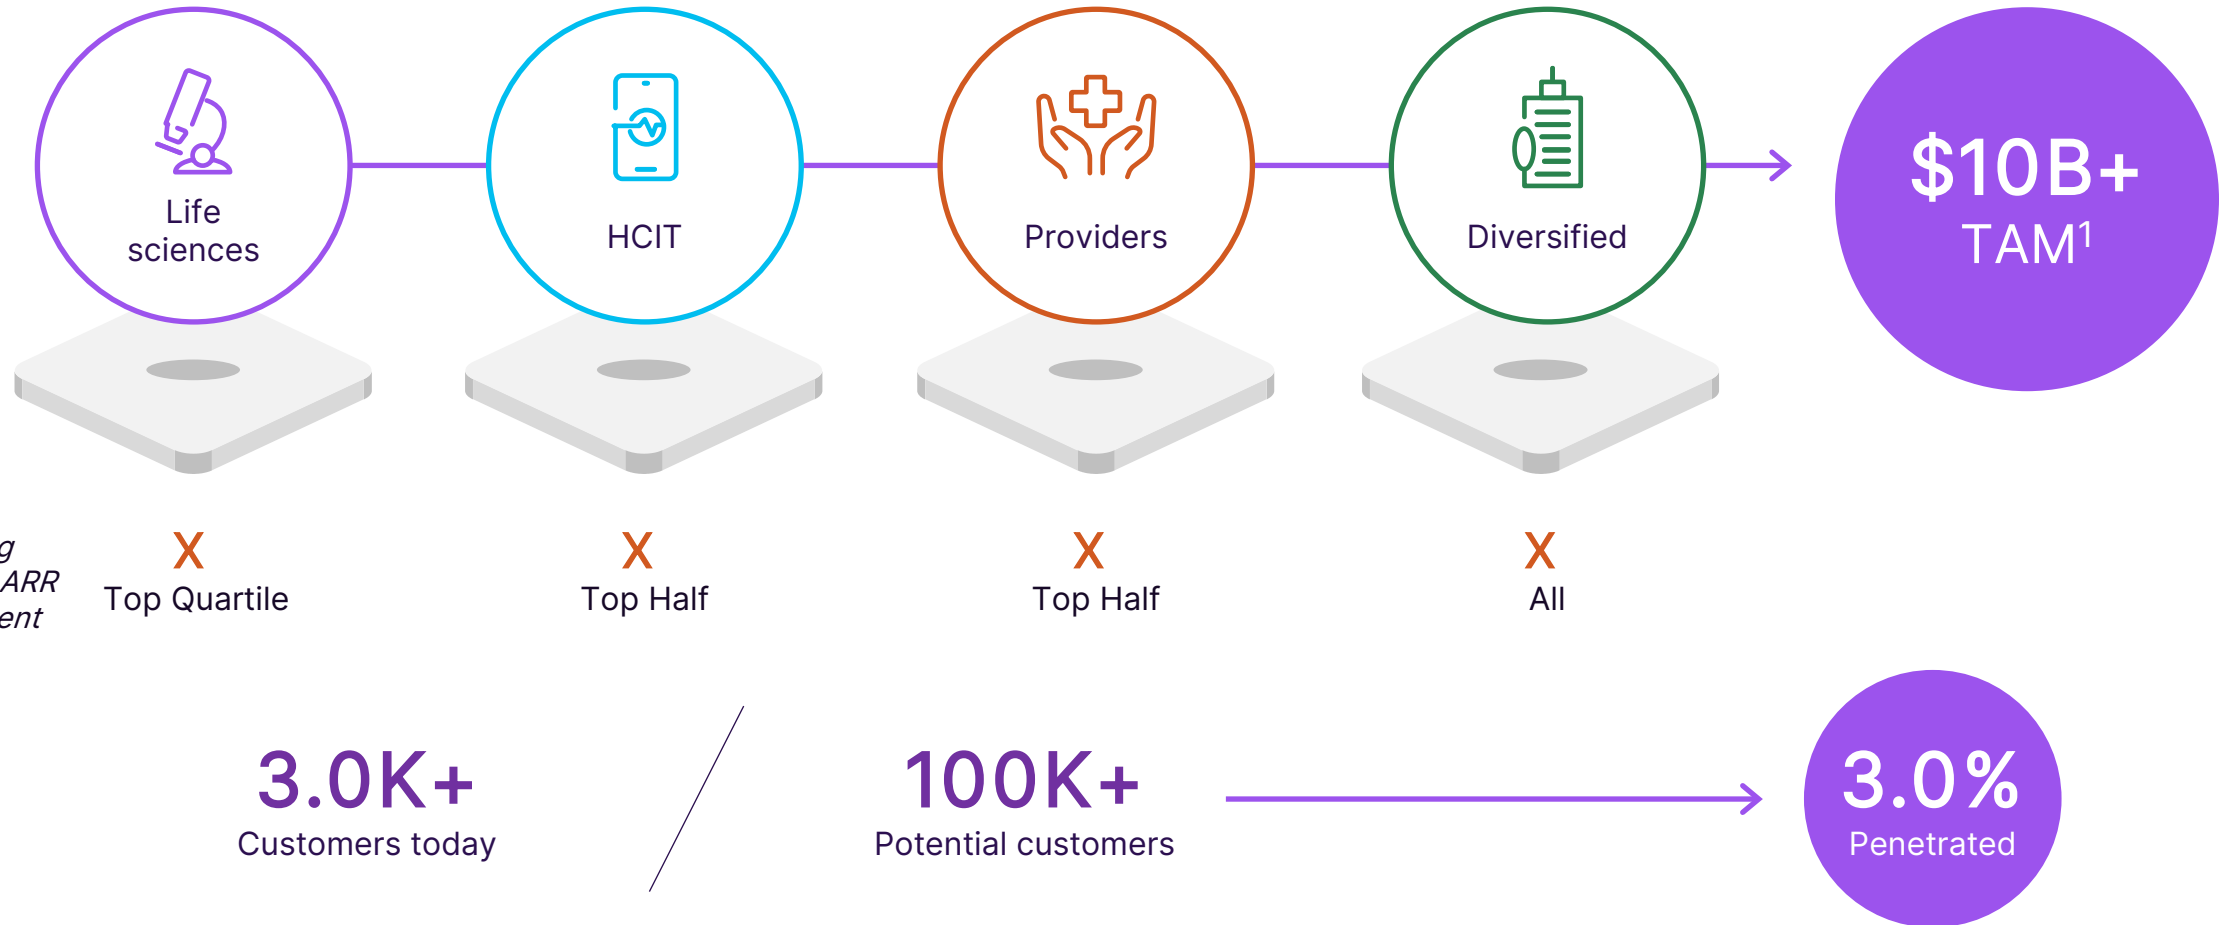 Life
sciences
HCIT
Providers
Diversified
$10B+
TAM¹
ARR
X
Top Quartile
X
Top Half
X
Top Half
X
All
3.0K+
Customers today
100K+
Potential customers
3.0%
Penetrated